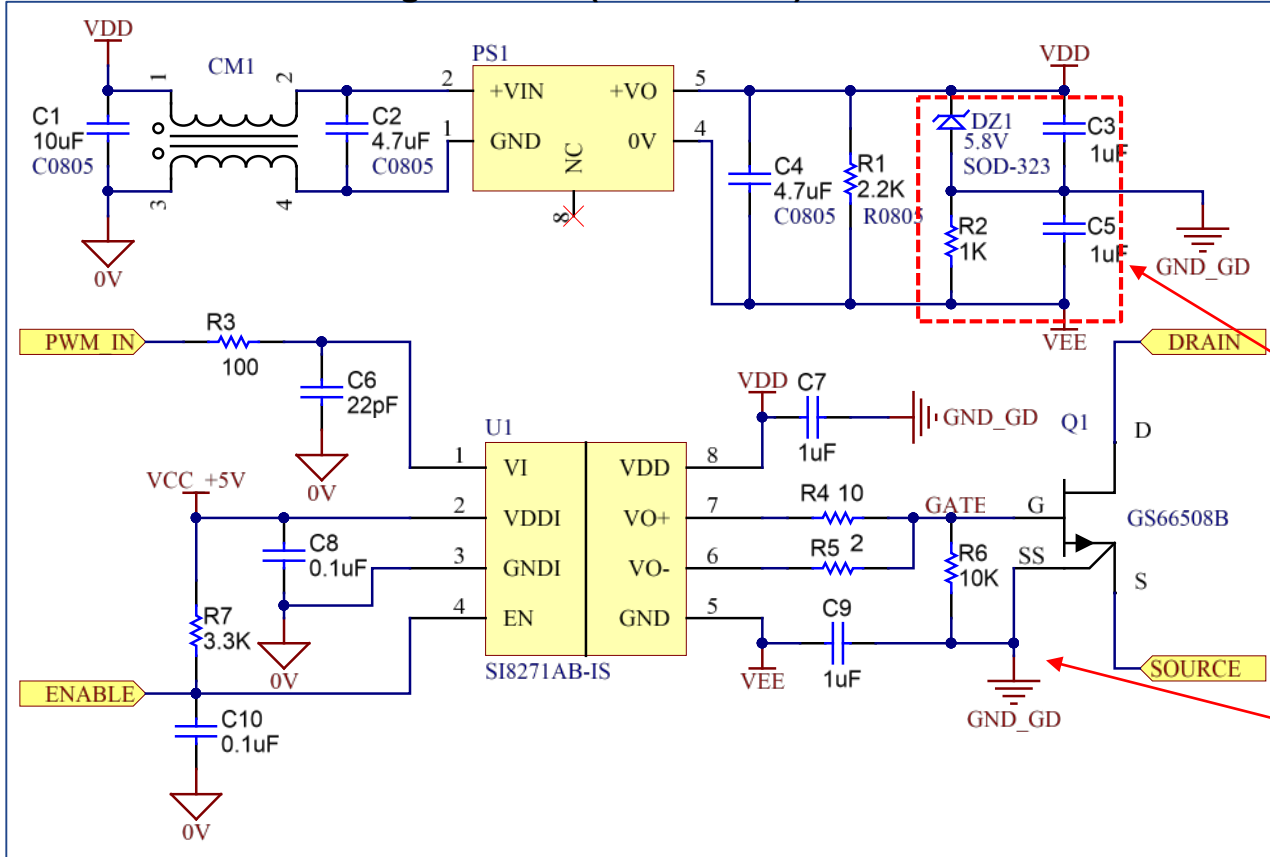 VDD
CM1
1
2
3
4
C1
10uF
C0805
C2
4.7uF
C0805
0V
PS1
2
+VIN
1
GND
NC
8
+VO
5
0V
4
C4
4.7uF
C0805
R1
2.2K
R0805
DZ1
5.8V
SOD-323
R2
1K
VDD
C3
1uF
C5
1uF
GND_GD
VEE
PWM_IN
R3
100
C6
22pF
0V
VCC_+5V
C8
0.1uF
0V
R7
3.3K
ENABLE
C10
0.1uF
0V
U1
1
VI
2
VDDI
3
GNDI
4
EN
VDD
8
VO+
7
VO-
6
GND
5
SI8271AB-IS
VDD
C7
1uF
GND_GD
R4 10
R5 2
GATE
R6
10K
C9
1uF
VEE
GND_GD
DRAIN
Q1
D
G
GS66508B
SS
S
SOURCE